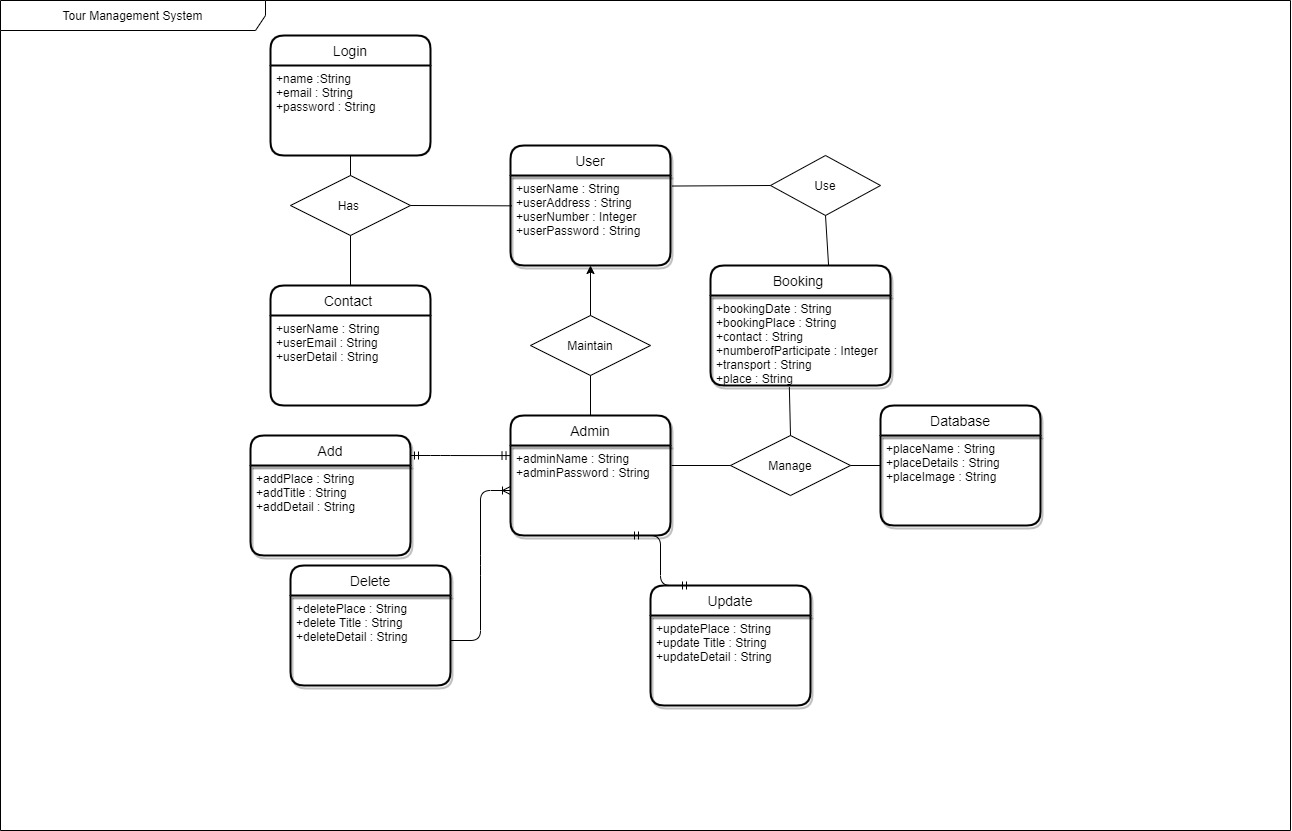 Tour Management System
Login
+name :String
+email : String
+password : String
Has
Contact
+userName : String
+userEmail : String
+userDetail : String
User
+userName : String
+userAddress : String
+userNumber : Integer
+userPassword : String
Use
Booking
+bookingDate : String
+bookingPlace : String
+contact : String
+numberofParticipate : Integer
+transport : String
+place : String
Maintain
Admin
+adminName : String
+adminPassword : String
Manage
Database
+placeName : String
+placeDetails : String
+placeImage : String
Add
+addPlace : String
+addTitle : String
+addDetail : String
Delete
+deletePlace : String
+delete Title : String
+deleteDetail : String
Update
+updatePlace : String
+update Title : String
+updateDetail : String